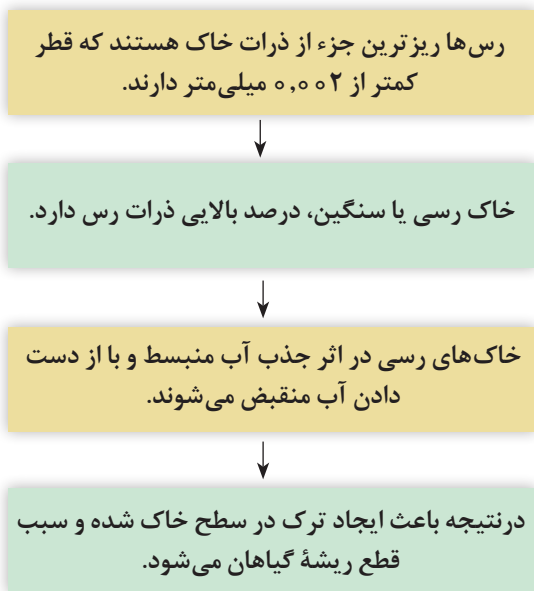 رس‌ها ریزترین جزء از ذرات خاک هستند که قطر
کمتر از ۰,۰۰۲ میلی‌متر دارند.
خاک رسی یا سنگین، درصد بالایی ذرات رس دارد.
خاک‌های رسی در اثر جذب آب منبسط و با از دست
دادن آب منقبض می‌شوند.
درنتیجه باعث ایجاد ترک در سطح خاک شده و سبب
قطع ریشهٔ گیاهان می‌شود.